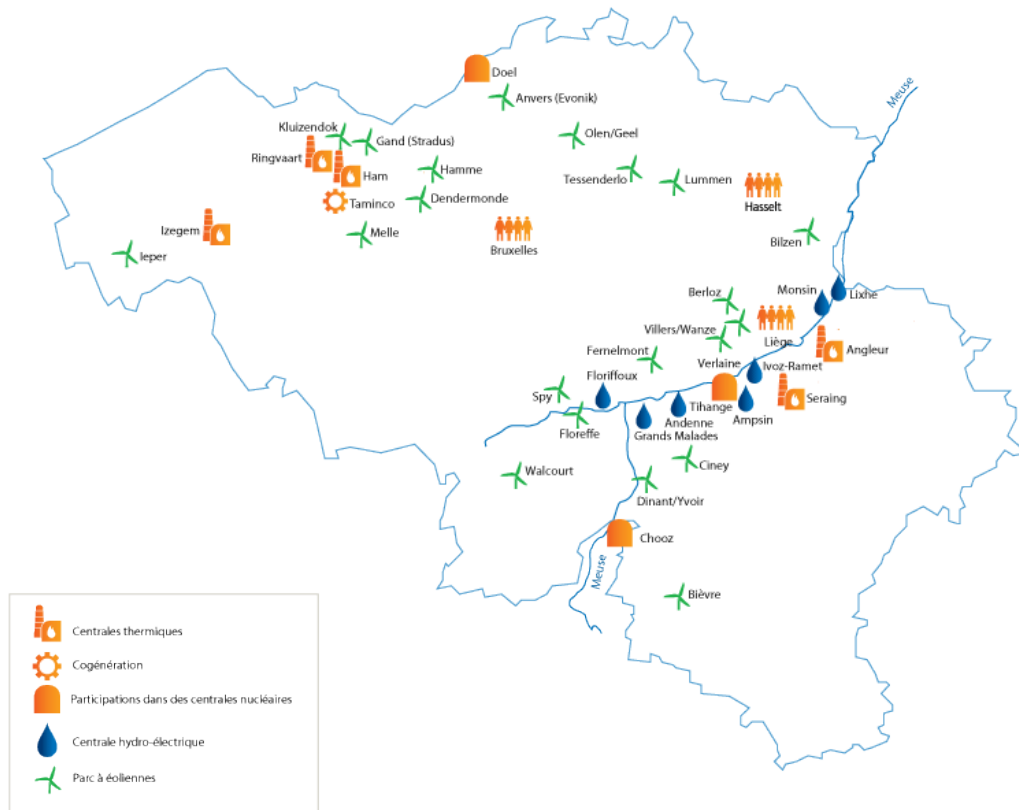 Doel
Meuse
Anvers (Evonik)
Kluizendok
Gand (Stradus)
Olen/Geel
Ringvaart
Ham
Hamme
Tessenderlo
Lummen
Taminco
Dendermonde
Hasselt
Izegem
Melle
Bruxelles
Bilzen
Ieper
Monsin
Lixhe
Berloz
Villers/Wanze
Liège
Angleur
Fernelmont
Verlaine
Ivoz-Ramet
Floriffoux
Spy
Tihange
Seraing
Andenne
Ampsin
Floreffe
Grands Malades
Ciney
Walcourt
Dinant/Yvoir
Chooz
Meuse
Bièvre
Centrales thermiques
Cogénération
Participations dans des centrales nucléaires
Centrale hydro-électrique
Parc à éoliennes